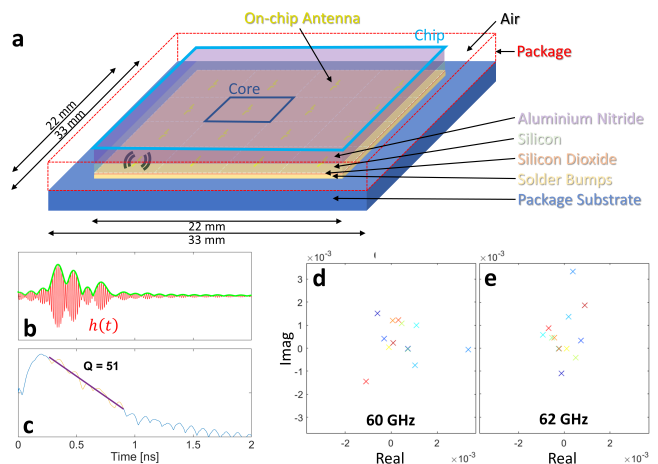 On-chip Antenna
Air
a
Chip
Package
Core
22 mm
33 mm
Aluminium Nitride
Silicon
Silicon Dioxide
Solder Bumps
Package Substrate
22 mm
33 mm
b
h(t)
Q = 51
c
0 0.5 1 1.5 2
Time [ns]
×10⁻³
d
3
2
1
0
-1
-2
-3
Imag
60 GHz
-2 0 2
×10⁻³
Real
×10⁻³
e
62 GHz
-2 0 2
×10⁻³
Real